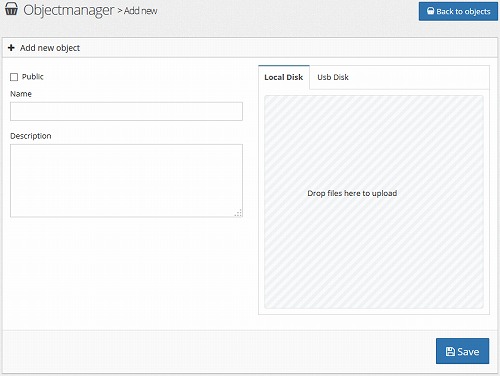 Objectmanager > Add new
Back to objects
Add new object
Public
Name
Description
Local Disk
Usb Disk
Drop files here to upload
Save